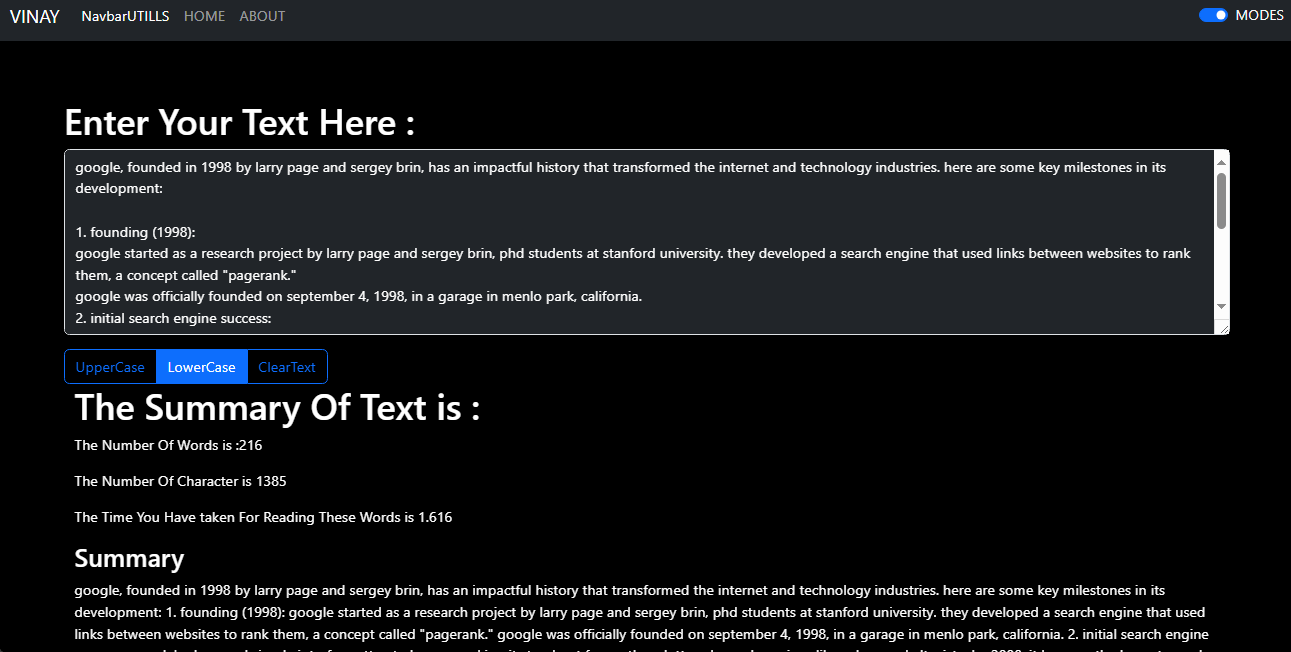 VINAY NavbarUTILLS HOME ABOUT MODES
Enter Your Text Here :
google, founded in 1998 by larry page and sergey brin, has an impactful history that transformed the internet and technology industries. here are some key milestones in its
development:
1. founding (1998):
google started as a research project by larry page and sergey brin, phd students at stanford university. they developed a search engine that used links between websites to rank
them, a concept called "pagerank."
google was officially founded on september 4, 1998, in a garage in menlo park, california.
2. initial search engine success:
UpperCase LowerCase ClearText
The Summary Of Text is :
The Number Of Words is :216
The Number Of Character is 1385
The Time You Have taken For Reading These Words is 1.616
Summary
google, founded in 1998 by larry page and sergey brin, has an impactful history that transformed the internet and technology industries. here are some key milestones in its
development: 1. founding (1998): google started as a research project by larry page and sergey brin, phd students at stanford university. they developed a search engine that used
links between websites to rank them, a concept called "pagerank." google was officially founded on september 4, 1998, in a garage in menlo park, california. 2. initial search engine